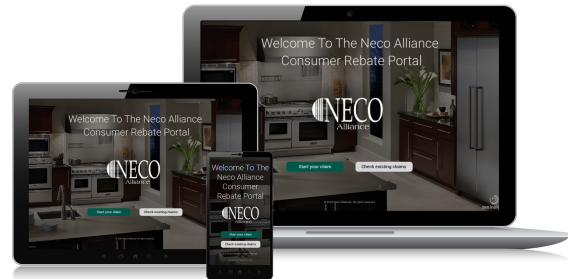 Welcome To The Neco Alliance
Consumer Rebate Portal
NECO
Alliance
Start your claim
Check existing claims
Welcome To The Neco Alliance
Consumer Rebate Portal
NECO
Alliance
Start your claim
Check existing claims
Welcome To The
Neco Alliance
Consumer
Rebate Portal
NECO
Alliance
Start your claim
Check existing claims